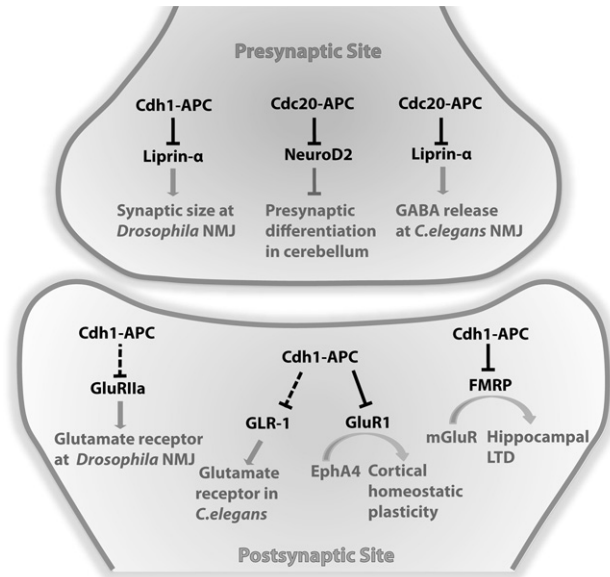 Presynaptic Site
Cdh1-APC
Liprin-α
Synaptic size at
Drosophila NMJ
Cdc20-APC
NeuroD2
Presynaptic
differentiation
in cerebellum
Cdc20-APC
Liprin-α
GABA release
at C.elegans NMJ
Cdh1-APC
GluRIIa
Glutamate receptor
at Drosophila NMJ
Cdh1-APC
GLR-1
Glutamate
receptor in
C.elegans
GluR1
EphA4
Cortical
homeostatic
plasticity
Cdh1-APC
FMRP
mGluR
Hippocampal
LTD
Postsynaptic Site